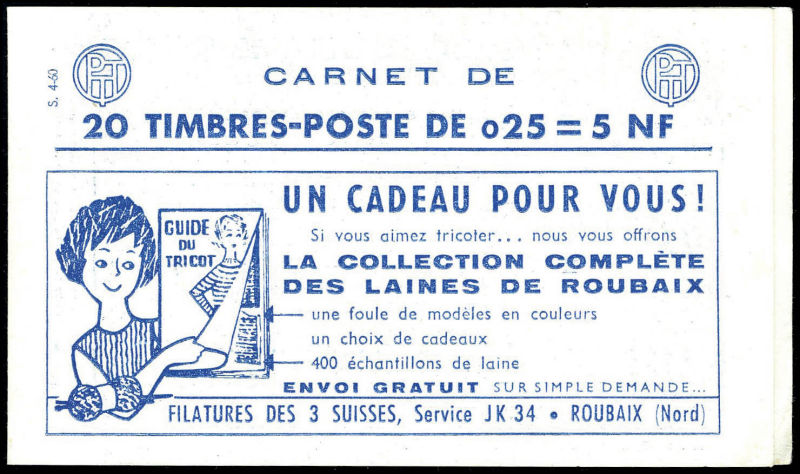 PTT
PTT
S. 4-60
CARNET DE
20 TIMBRES-POSTE DE 025 = 5 NF
UN CADEAU POUR VOUS!
GUIDE
DU
TRICOT
Si vous aimez tricoter... nous vous offrons
LA COLLECTION COMPLÈTE
DES LAINES DE ROUBAIX
une foule de modèles en couleurs
un choix de cadeaux
400 échantillons de laine
ENVOI GRATUIT SUR SIMPLE DEMANDE...
FILATURES DES 3 SUISSES, Service JK 34 • ROUBAIX (Nord)